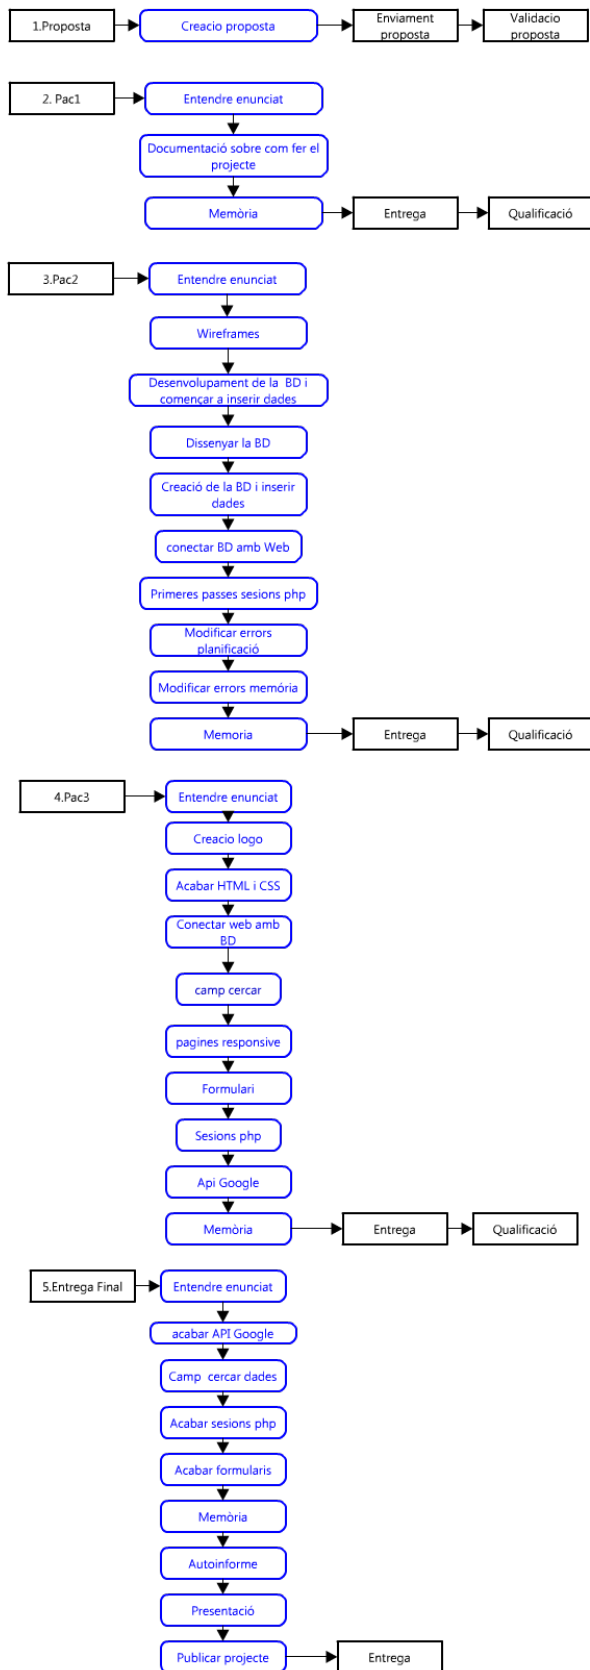 1.Proposta
Creacio proposta
Enviament
proposta
Validacio
proposta
2. Pac1
Entendre enunciat
Documentació sobre com fer el
projecte
Memòria
Entrega
Qualificació
3.Pac2
Entendre enunciat
Wireframes
Desenvolupament de la  BD i
començar a inserir dades
Dissenyar la BD
Creació de la BD i inserir
dades
conectar BD amb Web
Primeres passes sesions php
Modificar errors
planificació
Modificar errors memória
Memoria
Entrega
Qualificació
4.Pac3
Entendre enunciat
Creacio logo
Acabar HTML i CSS
Conectar web amb
BD
camp cercar
pagines responsive
Formulari
Sesions php
Api Google
Memòria
Entrega
Qualificació
5.Entrega Final
Entendre enunciat
acabar API Google
Camp  cercar dades
Acabar sesions php
Acabar formularis
Memòria
Autoinforme
Presentació
Publicar projecte
Entrega